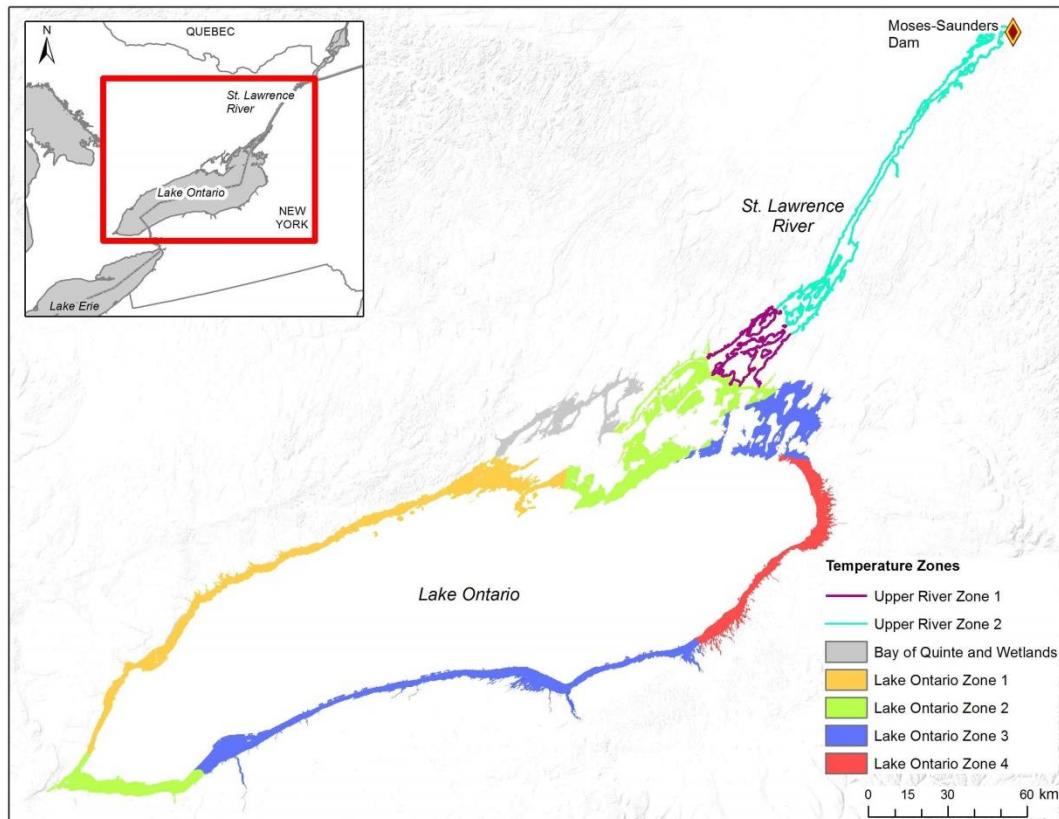 QUEBEC
N
St. Lawrence
River
Lake Ontario
NEW
YORK
Lake Erie
Moses-Saunders
Dam
St. Lawrence
River
Lake Ontario
Temperature Zones
Upper River Zone 1
Upper River Zone 2
Bay of Quinte and Wetlands
Lake Ontario Zone 1
Lake Ontario Zone 2
Lake Ontario Zone 3
Lake Ontario Zone 4
0 15 30 60 km